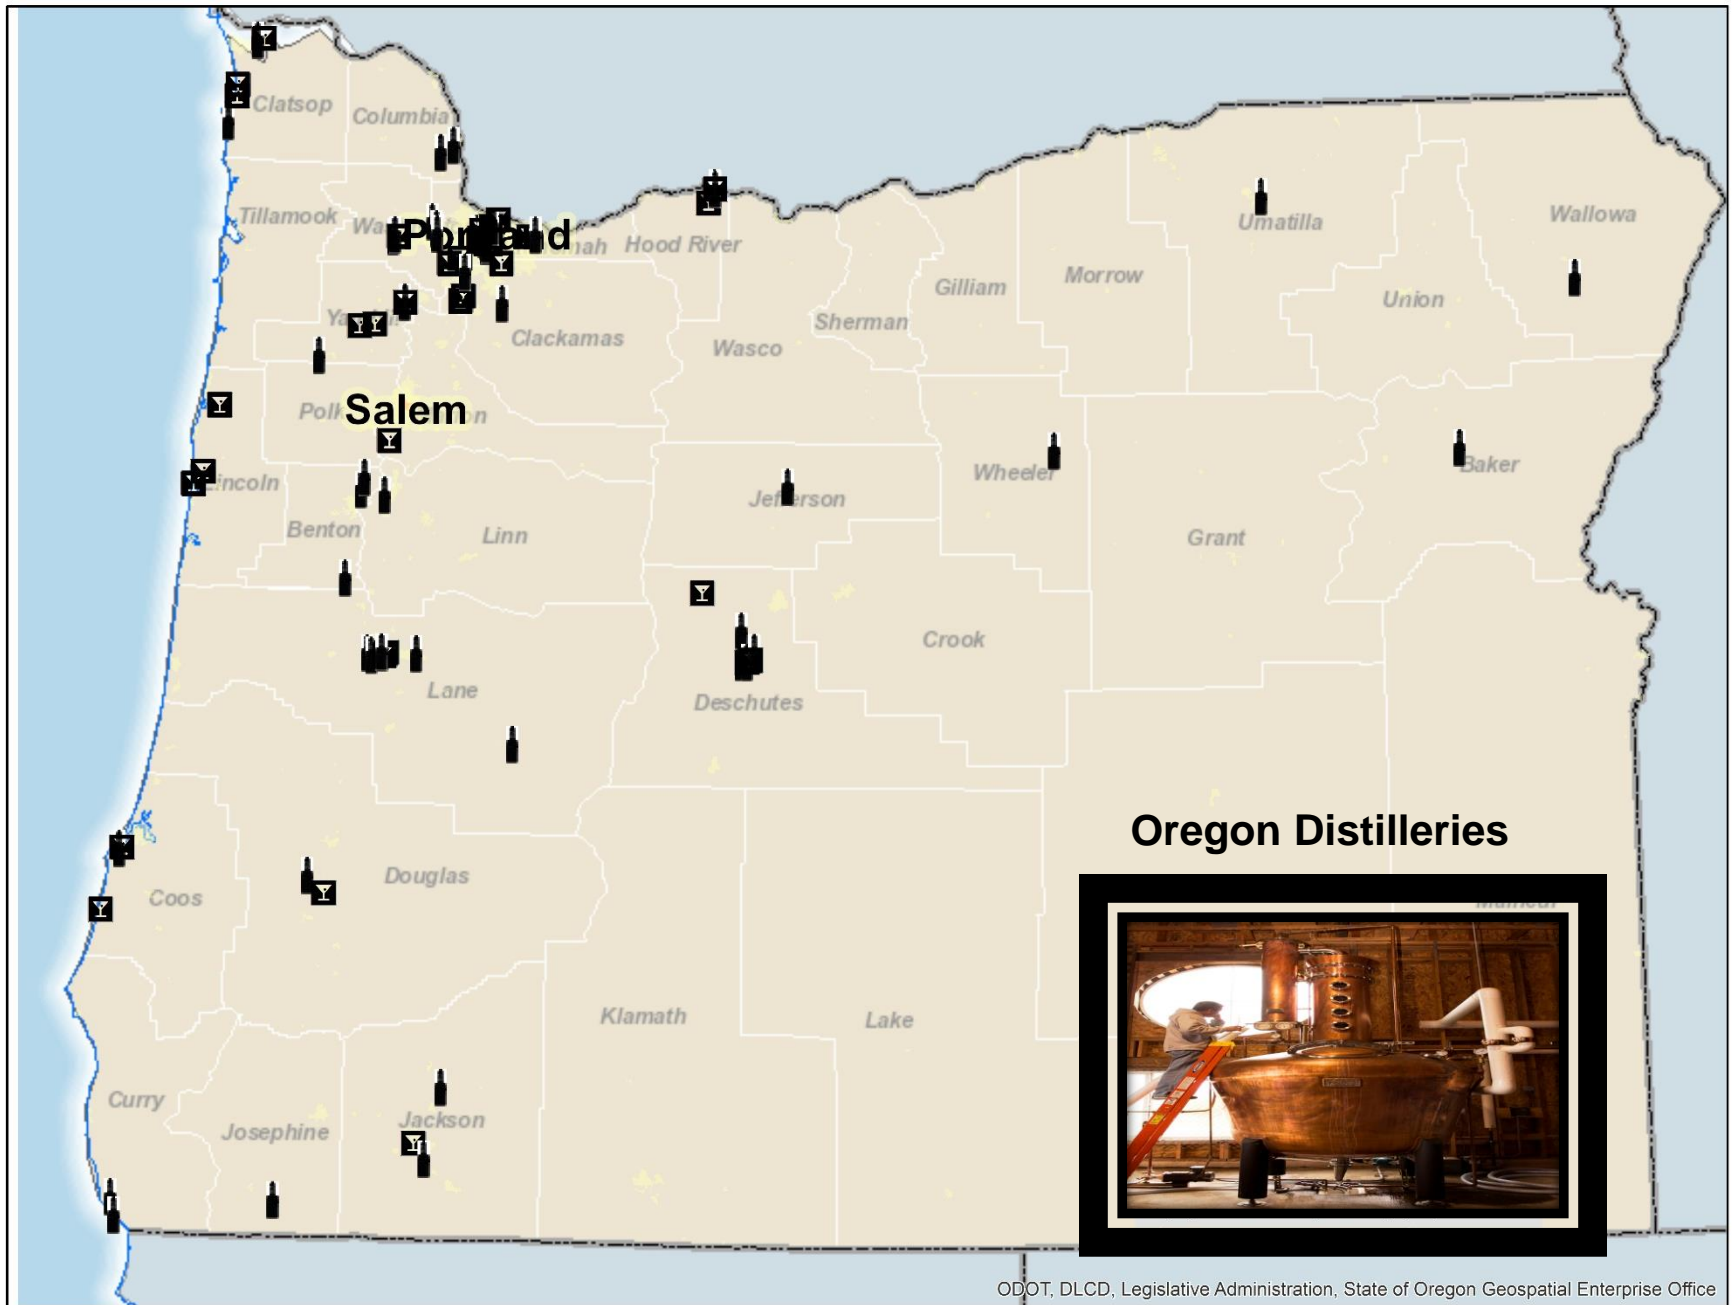 Clatsop
Columbia
Tillamook
Portland
Hood River
Umatilla
Wallowa
Gilliam
Morrow
Union
Sherman
Clackamas
Wasco
Salem
Lincoln
Benton
Linn
Jefferson
Wheeler
Baker
Grant
Crook
Lane
Deschutes
Oregon Distilleries
Douglas
Coos
Klamath
Lake
Curry
Josephine
Jackson
ODOT, DLCD, Legislative Administration, State of Oregon Geospatial Enterprise Office